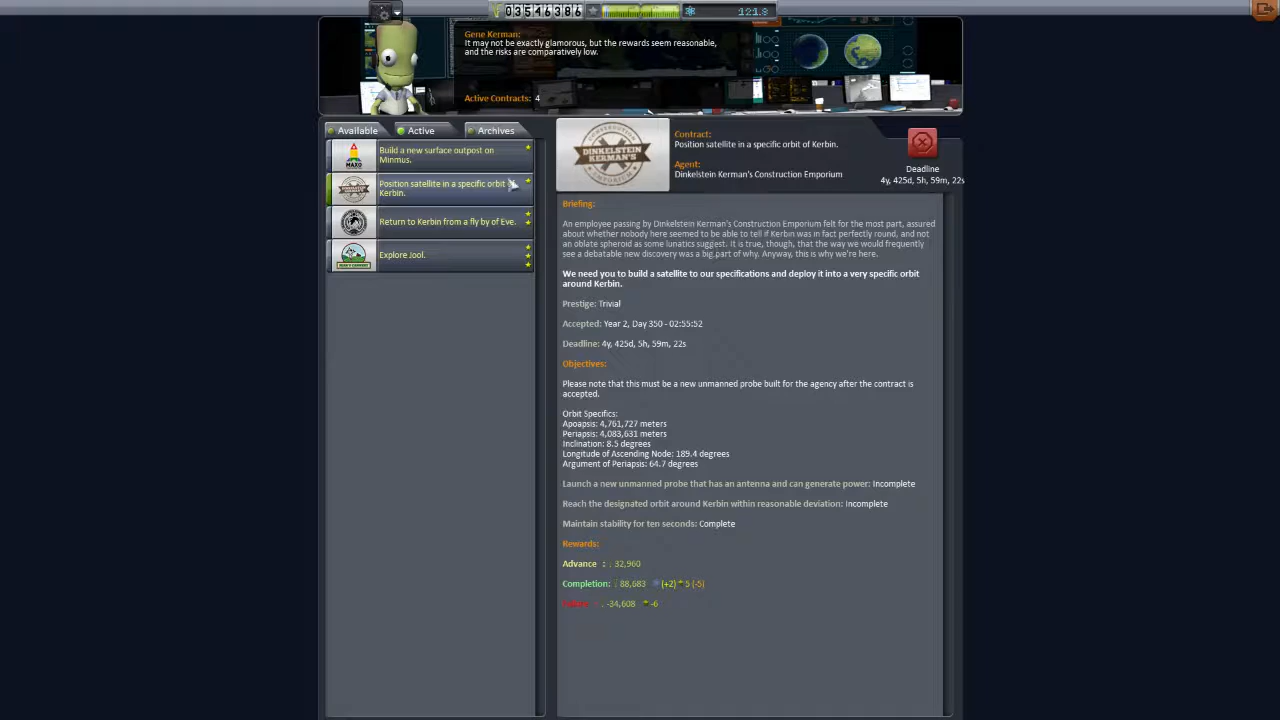 03546386
121.8
Gene Kerman:
It may not be exactly glamorous, but the rewards seem reasonable,
and the risks are comparatively low.
Active Contracts: 4
Available
Active
Archives
Build a new surface outpost on
Minmus.
Position satellite in a specific orbit of
Kerbin.
Return to Kerbin from a fly by of Eve.
Explore Jool.
CONSTRUCTION
DINKELSTEIN
KERMAN'S
EMPORIUM
Contract:
Position satellite in a specific orbit of Kerbin.
Agent:
Dinkelstein Kerman's Construction Emporium
Deadline
4y, 425d, 5h, 59m, 22s
Briefing:
An employee passing by Dinkelstein Kerman's Construction Emporium felt for the most part, assured
about whether nobody here seemed to be able to tell if Kerbin was in fact perfectly round, and not
an oblate spheroid as some lunatics suggest. It is true, though, that the way we would frequently
see a debatable new discovery was a big part of why. Anyway, this is why we're here.
We need you to build a satellite to our specifications and deploy it into a very specific orbit
around Kerbin.
Prestige: Trivial
Accepted: Year 2, Day 350 - 02:55:52
Deadline: 4y, 425d, 5h, 59m, 22s
Objectives:
Please note that this must be a new unmanned probe built for the agency after the contract is
accepted.
Orbit Specifics:
Apoapsis: 4,761,727 meters
Periapsis: 4,083,631 meters
Inclination: 8.5 degrees
Longitude of Ascending Node: 189.4 degrees
Argument of Periapsis: 64.7 degrees
Launch a new unmanned probe that has an antenna and can generate power: Incomplete
Reach the designated orbit around Kerbin within reasonable deviation: Incomplete
Maintain stability for ten seconds: Complete
Rewards:
Advance : 32,960
Completion: 88,683 (+2) 5 (-5)
-34,608 -6